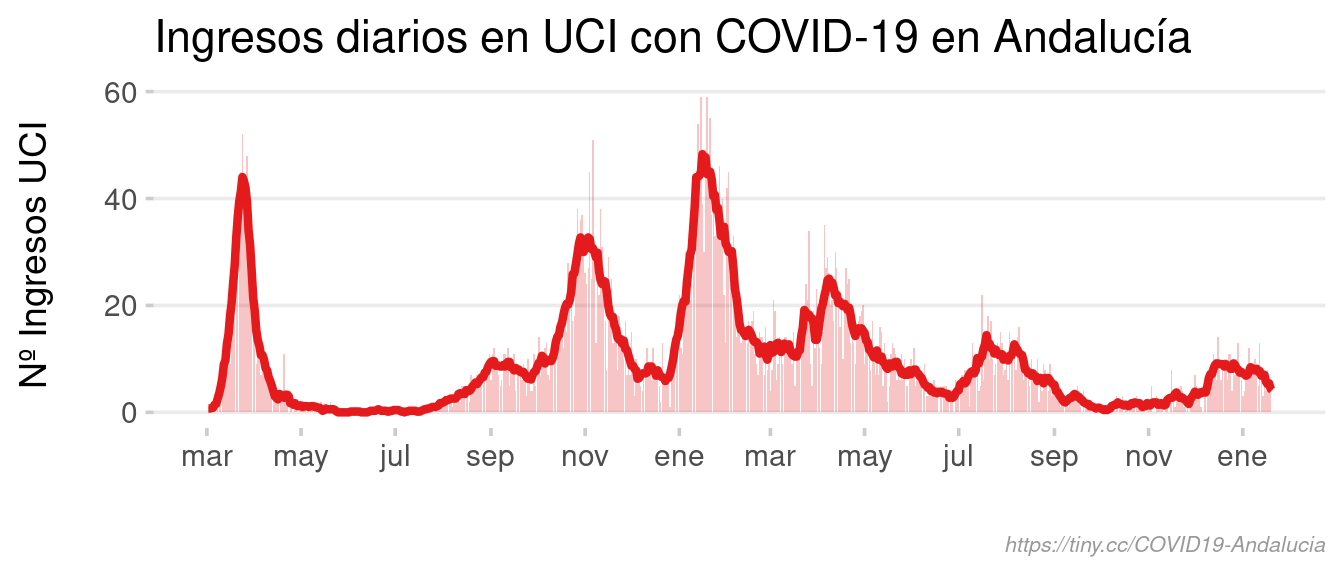 Ingresos diarios en UCI con COVID-19 en Andalucía
Nº Ingresos UCI
60
40
20
0
mar may jul sep nov ene mar may jul sep nov ene
https://tiny.cc/COVID19-Andalucia